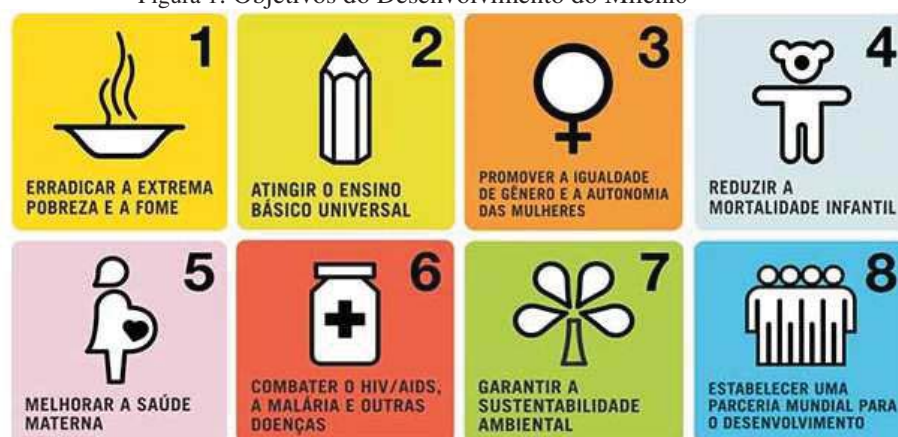 Figura 1: Objetivos do Desenvolvimento do Milênio
1
ERRADICAR A EXTREMA
POBREZA E A FOME
2
ATINGIR O ENSINO
BÁSICO UNIVERSAL
3
PROMOVER A IGUALDADE
DE GÊNERO E A AUTONOMIA
DAS MULHERES
4
REDUZIR A
MORTALIDADE INFANTIL
5
MELHORAR A SAÚDE
MATERNA
6
COMBATER O HIV/AIDS,
A MALÁRIA E OUTRAS
DOENÇAS
7
GARANTIR A
SUSTENTABILIDADE
AMBIENTAL
8
ESTABELECER UMA
PARCERIA MUNDIAL PARA
O DESENVOLVIMENTO